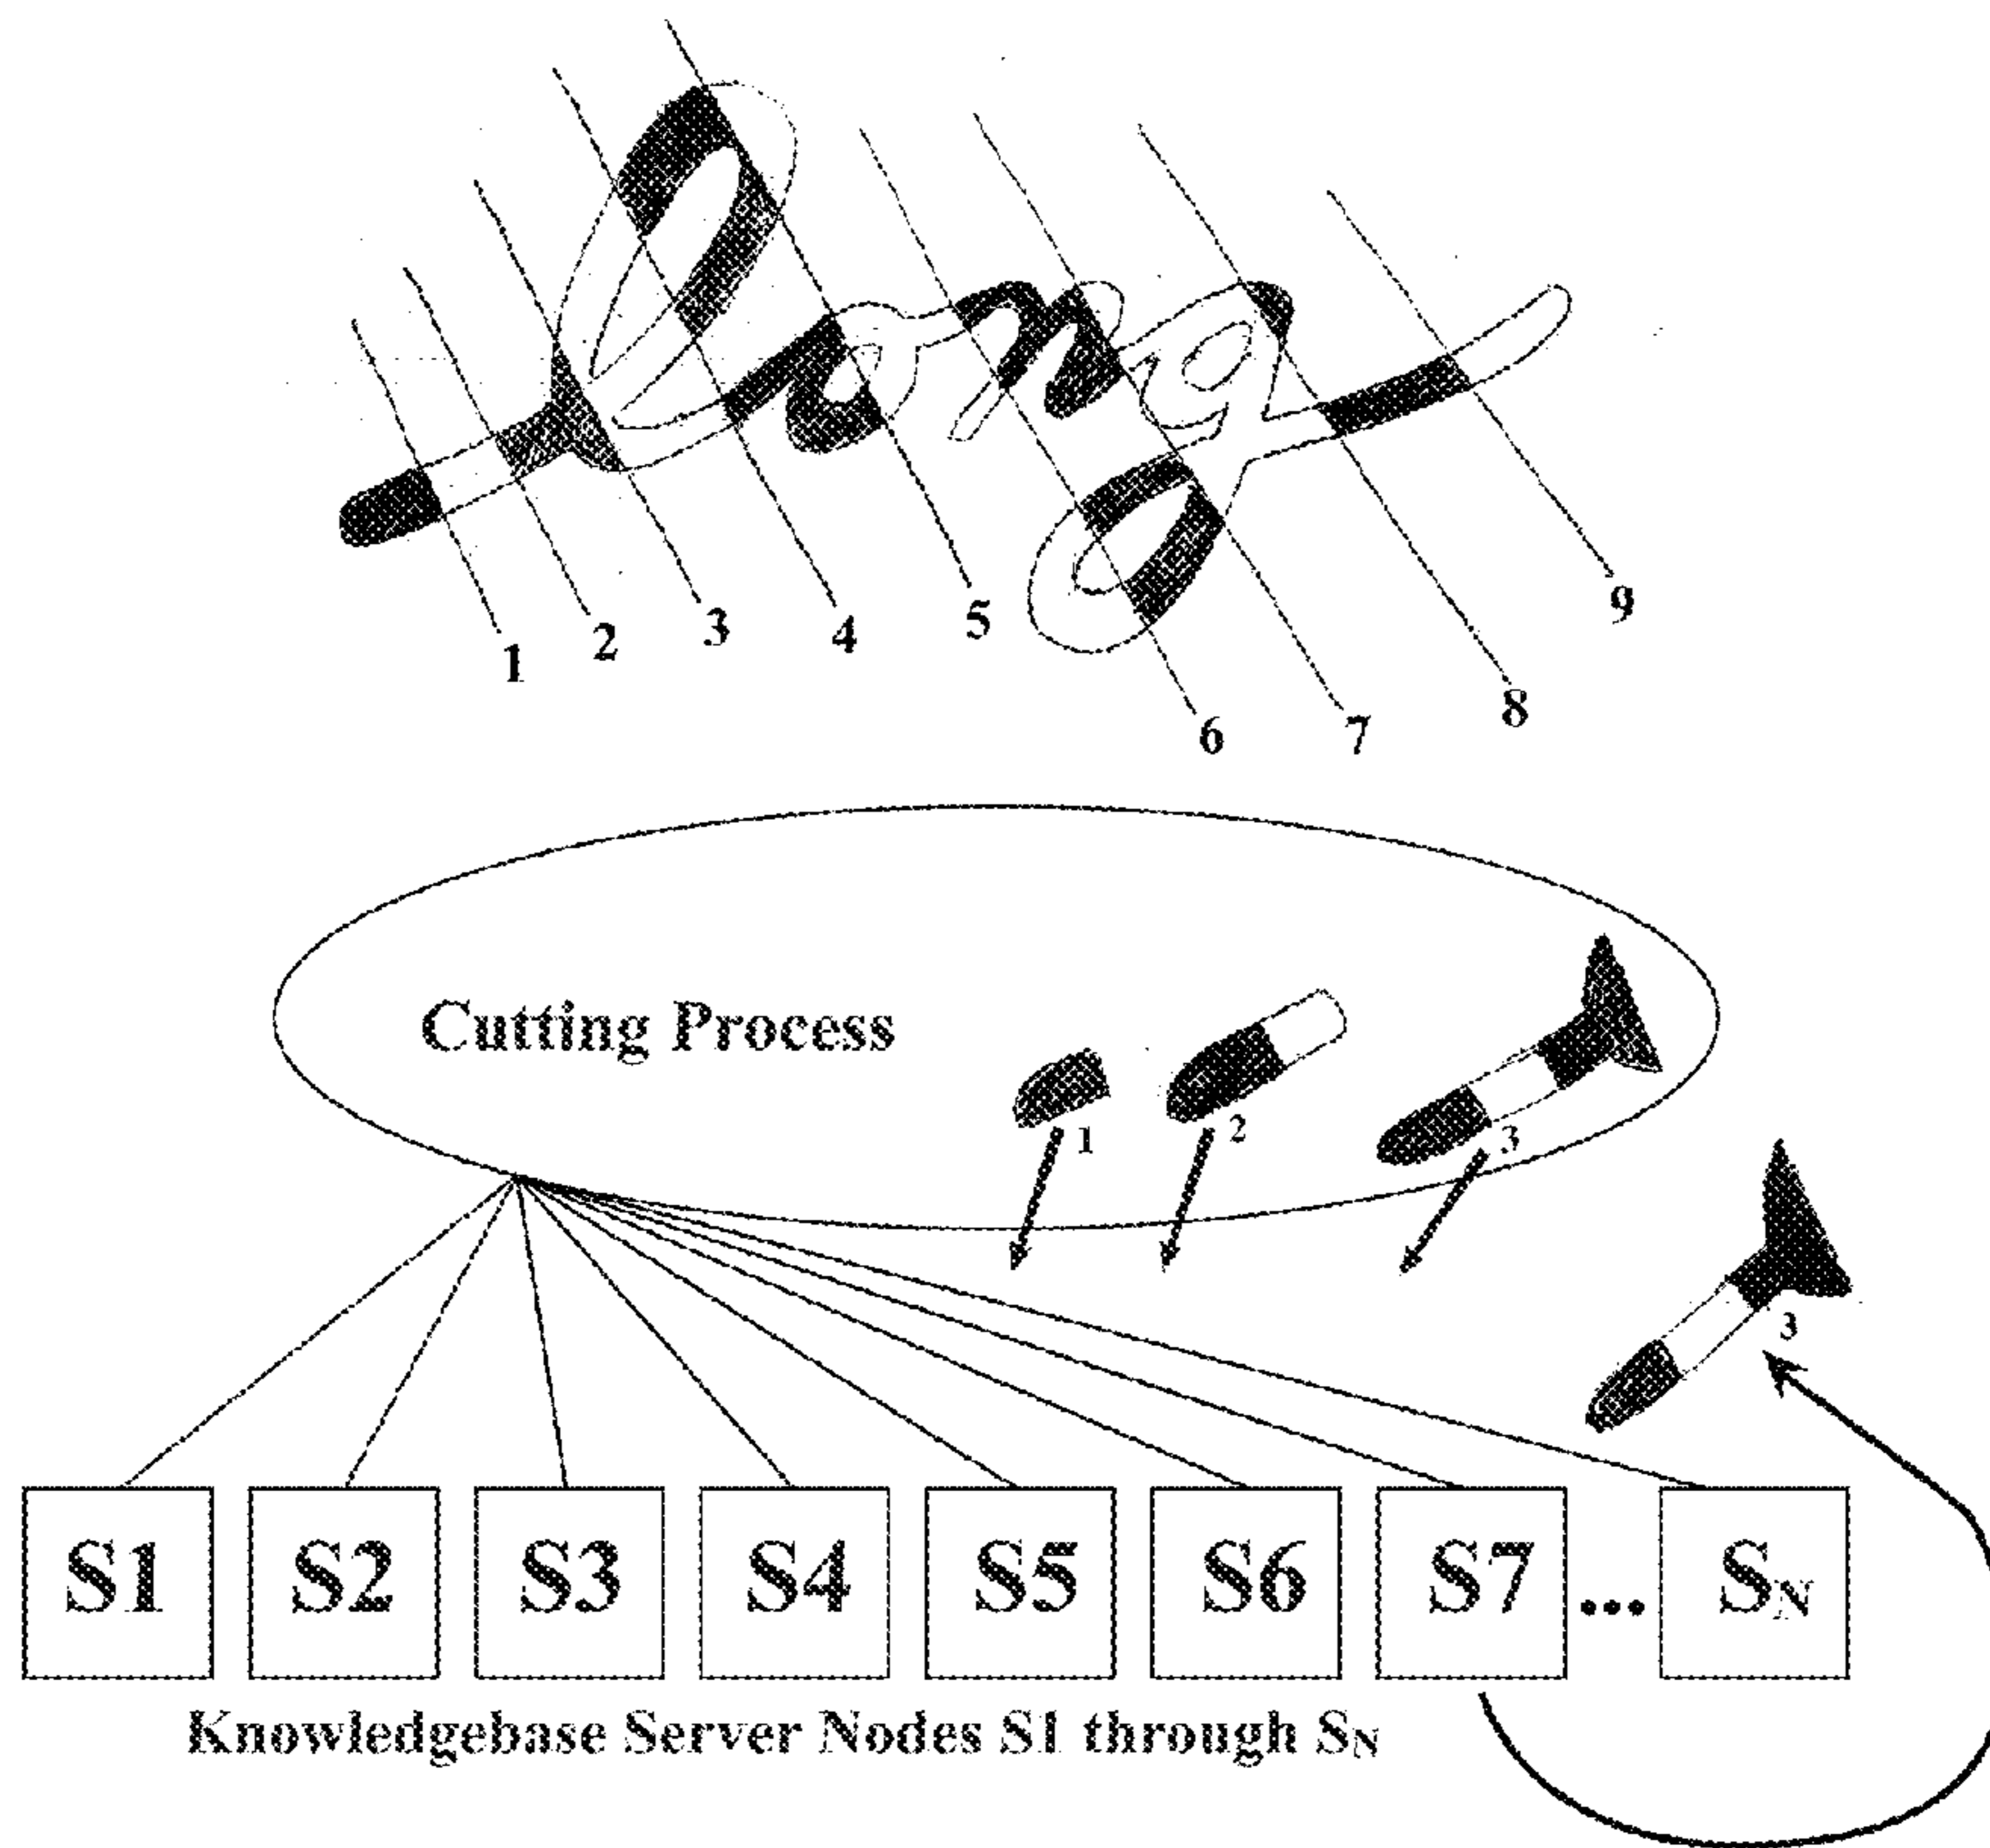 long
1 2 3 4 5 6 7 8 9
Cutting Process
1 2 3
3
S1 S2 S3 S4 S5 S6 S7 ... SN
Knowledgebase Server Nodes S1 through SN